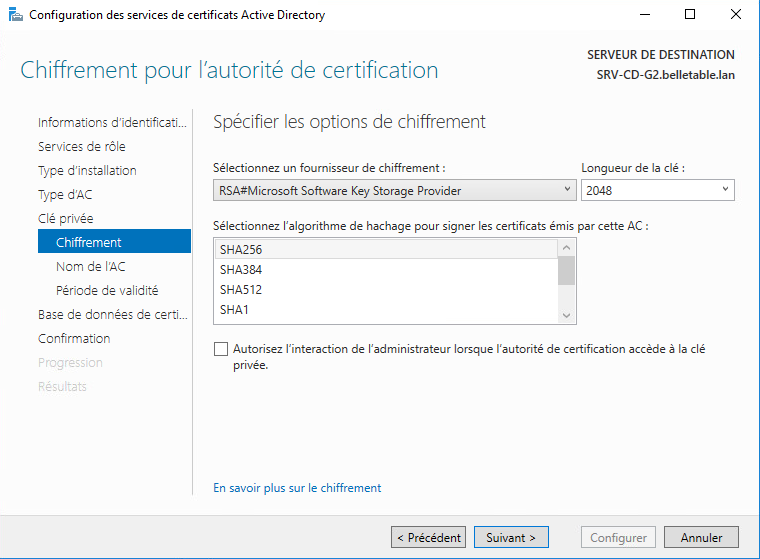 Configuration des services de certificats Active Directory
Chiffrement pour l'autorité de certification
SERVEUR DE DESTINATION
SRV-CD-G2.belletable.lan
Informations d'identificati...
Services de rôle
Type d'installation
Type d'AC
Clé privée
Chiffrement
Nom de l'AC
Période de validité
Base de données de certi...
Confirmation
Progression
Résultats
Spécifier les options de chiffrement
Sélectionnez un fournisseur de chiffrement :
Longueur de la clé :
RSA#Microsoft Software Key Storage Provider
2048
Sélectionnez l'algorithme de hachage pour signer les certificats émis par cette AC :
SHA256
SHA384
SHA512
SHA1
Autorisez l'interaction de l'administrateur lorsque l'autorité de certification accède à la clé
privée.
En savoir plus sur le chiffrement
< Précédent
Suivant >
Configurer
Annuler